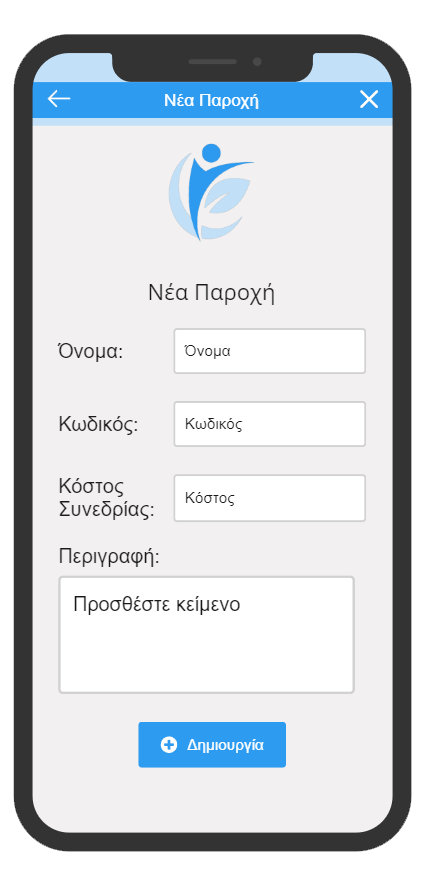 Νέα Παροχή
Νέα Παροχή
Όνομα:
Όνομα
Κωδικός:
Κωδικός
Κόστος
Συνεδρίας:
Κόστος
Περιγραφή:
Προσθέστε κείμενο
Δημιουργία